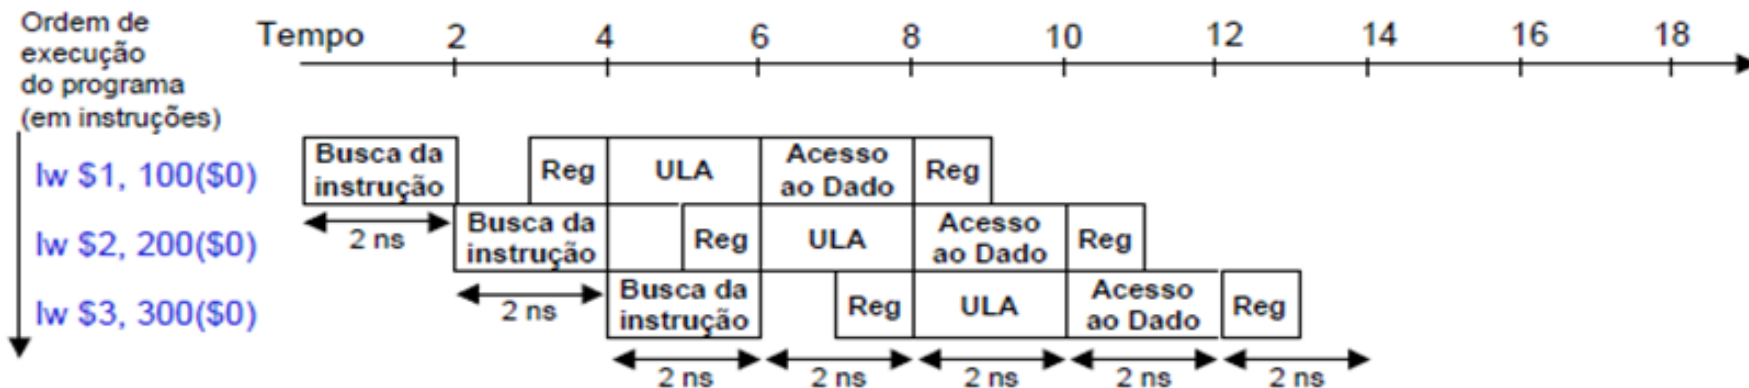 Ordem de
execução
do programa
(em instruções)
Tempo 2 4 6 8 10 12 14 16 18
lw $1, 100($0)
Busca da
instrução
Reg
ULA
Acesso
ao Dado
Reg
2 ns
lw $2, 200($0)
Busca da
instrução
Reg
ULA
Acesso
ao Dado
Reg
2 ns
lw $3, 300($0)
Busca da
instrução
Reg
ULA
Acesso
ao Dado
Reg
2 ns 2 ns 2 ns 2 ns 2 ns